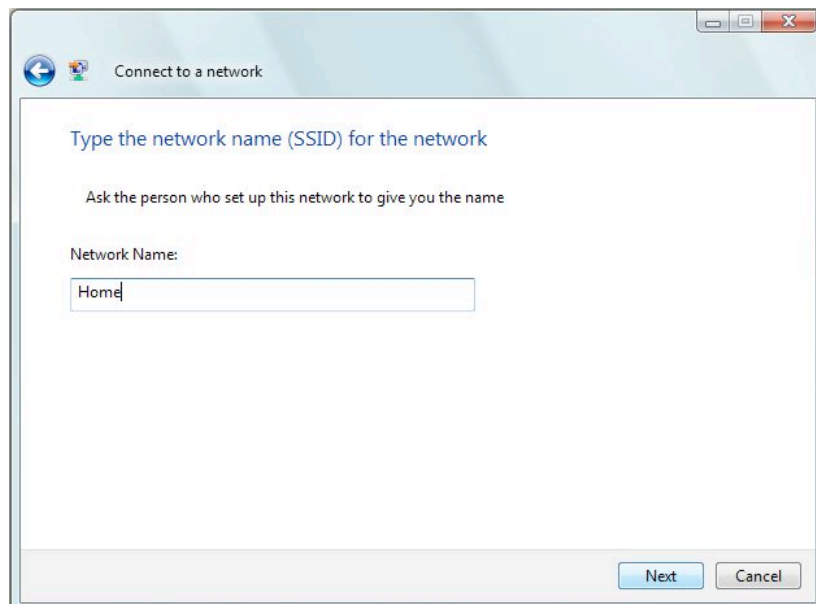 Connect to a network
Type the network name (SSID) for the network
Ask the person who set up this network to give you the name
Network Name:
Home
Next Cancel